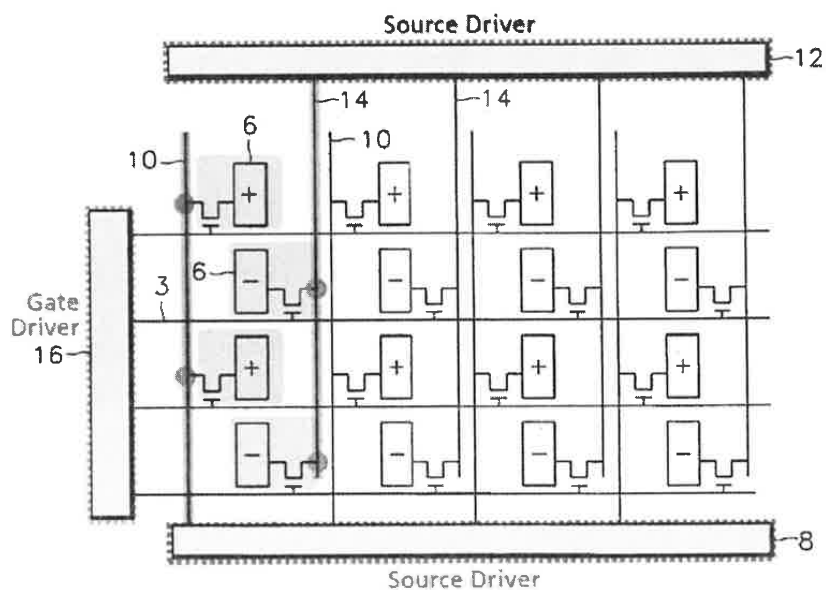 Source Driver
12
14
14
6
10
10
+ + + +
6
− − − −
3
Gate
Driver
16
+ + + +
− − − −
8
Source Driver